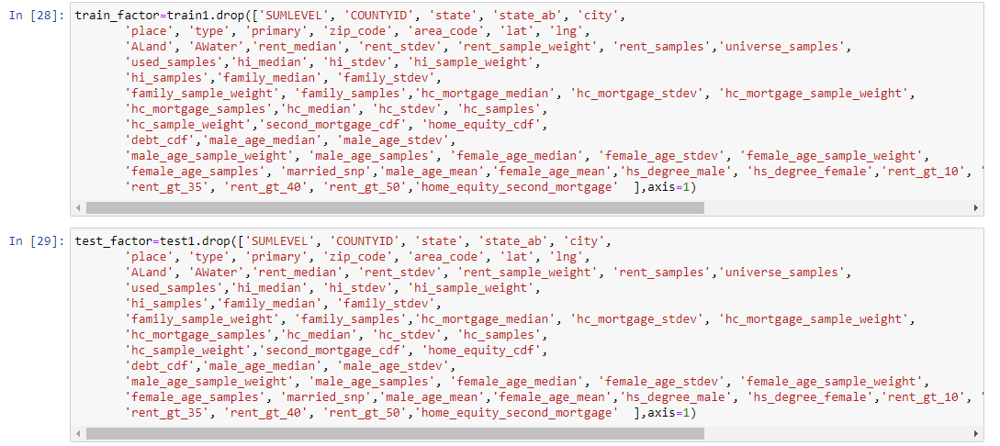 In [28]: train_factor=train1.drop(['SUMLEVEL', 'COUNTYID', 'state', 'state_ab', 'city',
'place', 'type', 'primary', 'zip_code', 'area_code', 'lat', 'lng',
'ALand', 'AWater','rent_median', 'rent_stdev', 'rent_sample_weight', 'rent_samples','universe_samples',
'used_samples','hi_median', 'hi_stdev', 'hi_sample_weight',
'hi_samples','family_median', 'family_stdev',
'family_sample_weight', 'family_samples','hc_mortgage_median', 'hc_mortgage_stdev', 'hc_mortgage_sample_weight',
'hc_mortgage_samples','hc_median', 'hc_stdev', 'hc_samples',
'hc_sample_weight','second_mortgage_cdf', 'home_equity_cdf',
'debt_cdf','male_age_median', 'male_age_stdev',
'male_age_sample_weight', 'male_age_samples', 'female_age_median', 'female_age_stdev', 'female_age_sample_weight',
'female_age_samples', 'married_snp','male_age_mean','female_age_mean','hs_degree_male', 'hs_degree_female','rent_gt_10', '
'rent_gt_35', 'rent_gt_40', 'rent_gt_50','home_equity_second_mortgage' ],axis=1)
In [29]: test_factor=test1.drop(['SUMLEVEL', 'COUNTYID', 'state', 'state_ab', 'city',
'place', 'type', 'primary', 'zip_code', 'area_code', 'lat', 'lng',
'ALand', 'AWater','rent_median', 'rent_stdev', 'rent_sample_weight', 'rent_samples','universe_samples',
'used_samples','hi_median', 'hi_stdev', 'hi_sample_weight',
'hi_samples','family_median', 'family_stdev',
'family_sample_weight', 'family_samples','hc_mortgage_median', 'hc_mortgage_stdev', 'hc_mortgage_sample_weight',
'hc_mortgage_samples','hc_median', 'hc_stdev', 'hc_samples',
'hc_sample_weight','second_mortgage_cdf', 'home_equity_cdf',
'debt_cdf','male_age_median', 'male_age_stdev',
'male_age_sample_weight', 'male_age_samples', 'female_age_median', 'female_age_stdev', 'female_age_sample_weight',
'female_age_samples', 'married_snp','male_age_mean','female_age_mean','hs_degree_male', 'hs_degree_female','rent_gt_10', '
'rent_gt_35', 'rent_gt_40', 'rent_gt_50','home_equity_second_mortgage' ],axis=1)